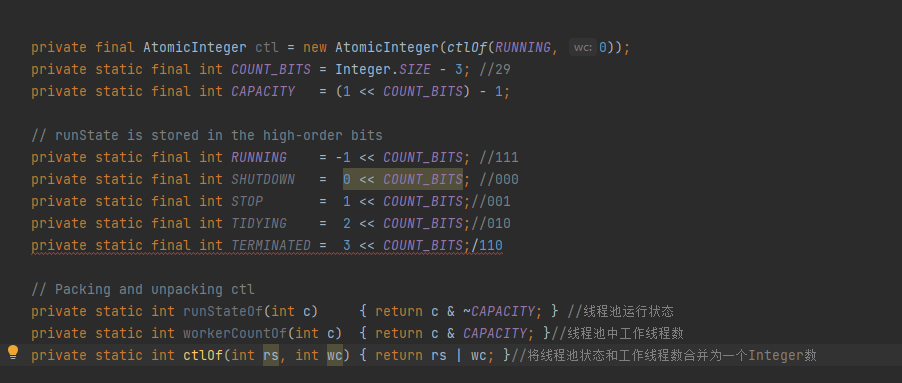 private final AtomicInteger ctl = new AtomicInteger(ctlOf(RUNNING, wc: 0));
private static final int COUNT_BITS = Integer.SIZE - 3; //29
private static final int CAPACITY   = (1 << COUNT_BITS) - 1;
// runState is stored in the high-order bits
private static final int RUNNING    = -1 << COUNT_BITS; //111
private static final int SHUTDOWN   =  0 << COUNT_BITS; //000
private static final int STOP       =  1 << COUNT_BITS;//001
private static final int TIDYING    =  2 << COUNT_BITS;//010
private static final int TERMINATED =  3 << COUNT_BITS;/110
// Packing and unpacking ctl
private static int runStateOf(int c)     { return c & ~CAPACITY; } //线程池运行状态
private static int workerCountOf(int c)  { return c & CAPACITY; }//线程池中工作线程数
private static int ctlOf(int rs, int wc) { return rs | wc; }//将线程池状态和工作线程数合并为一个Integer数